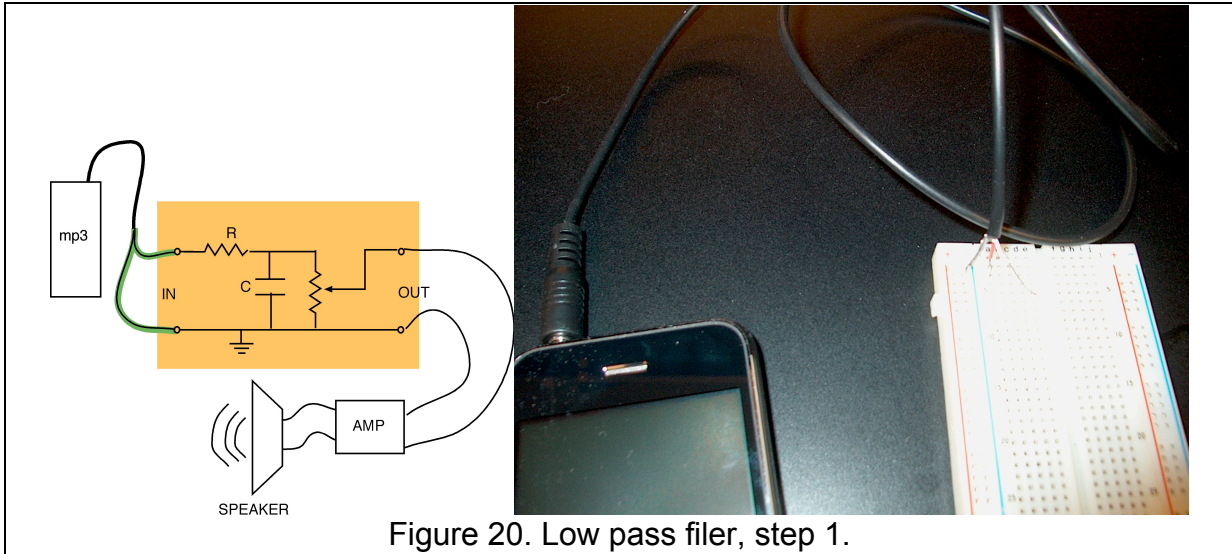 mp3
R
IN
C
OUT
AMP
SPEAKER
Figure 20. Low pass filer, step 1.